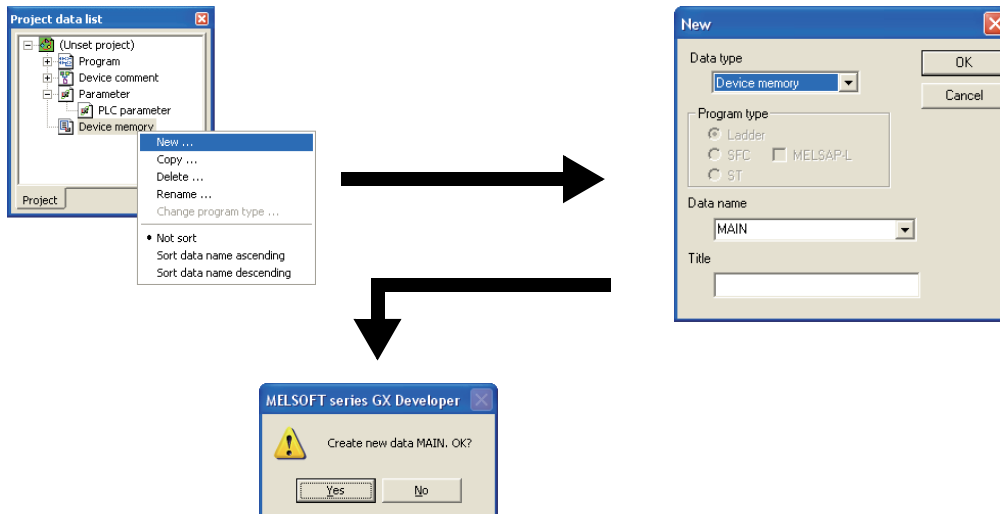 Project data list
(Unset project)
Program
Device comment
Parameter
PLC parameter
Device memory
New ...
Copy ...
Delete ...
Rename ...
Change program type ...
Not sort
Sort data name ascending
Sort data name descending
Project
New
Data type
Device memory
OK
Cancel
Program type
Ladder
SFC MELSAP-L
ST
Data name
MAIN
Title
MELSOFT series GX Developer
Create new data MAIN. OK?
Yes No